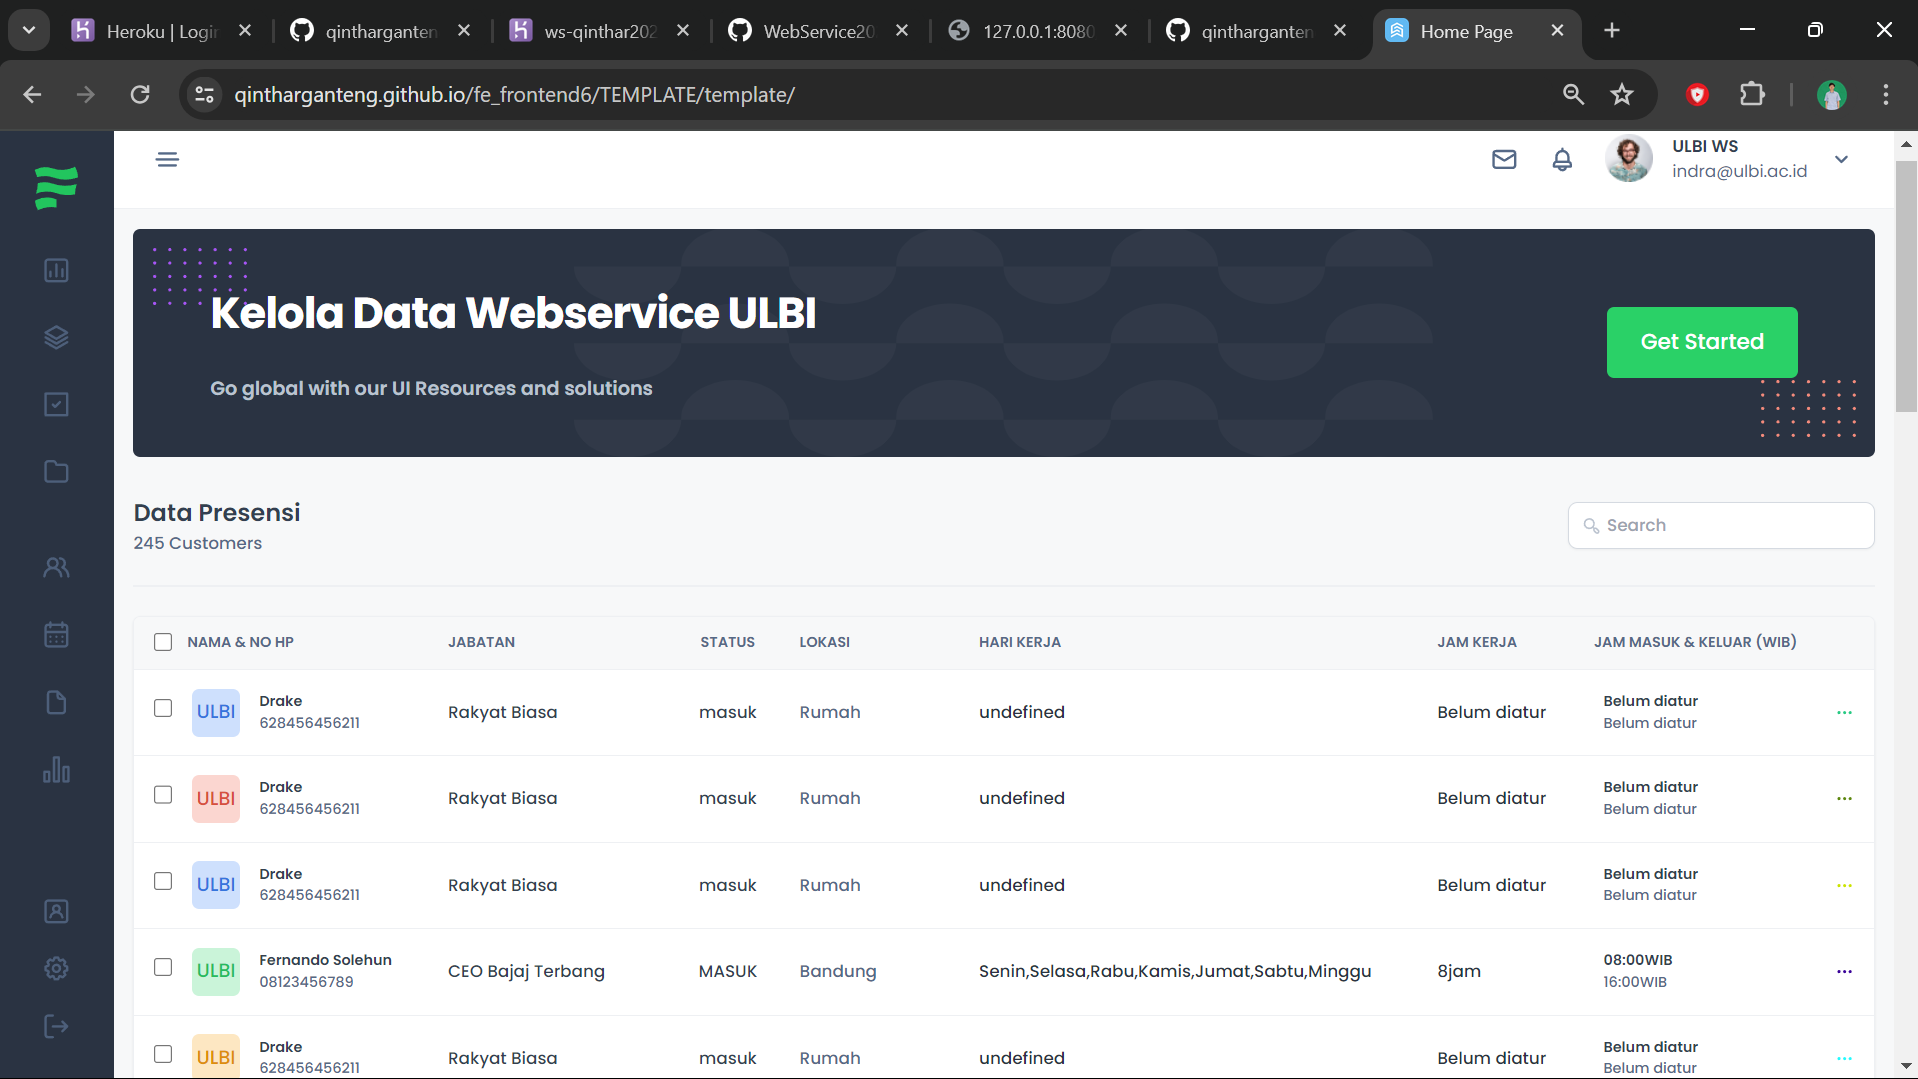 Heroku | Login
qintharganteng
ws-qinthar202
WebService20
127.0.0.1:8080
qintharganteng
Home Page
qintharganteng.github.io/fe_frontend6/TEMPLATE/template/
ULBI WS
indra@ulbi.ac.id
Kelola Data Webservice ULBI
Go global with our UI Resources and solutions
Get Started
Data Presensi
245 Customers
Search
NAMA & NO HP JABATAN STATUS LOKASI HARI KERJA JAM KERJA JAM MASUK & KELUAR (WIB)
ULBI Drake 628456456211 Rakyat Biasa masuk Rumah undefined Belum diatur Belum diatur Belum diatur ...
ULBI Drake 628456456211 Rakyat Biasa masuk Rumah undefined Belum diatur Belum diatur Belum diatur ...
ULBI Drake 628456456211 Rakyat Biasa masuk Rumah undefined Belum diatur Belum diatur Belum diatur ...
ULBI Fernando Solehun 08123456789 CEO Bajaj Terbang MASUK Bandung Senin,Selasa,Rabu,Kamis,Jumat,Sabtu,Minggu 8jam 08:00WIB 16:00WIB ...
ULBI Drake 628456456211 Rakyat Biasa masuk Rumah undefined Belum diatur Belum diatur Belum diatur ...